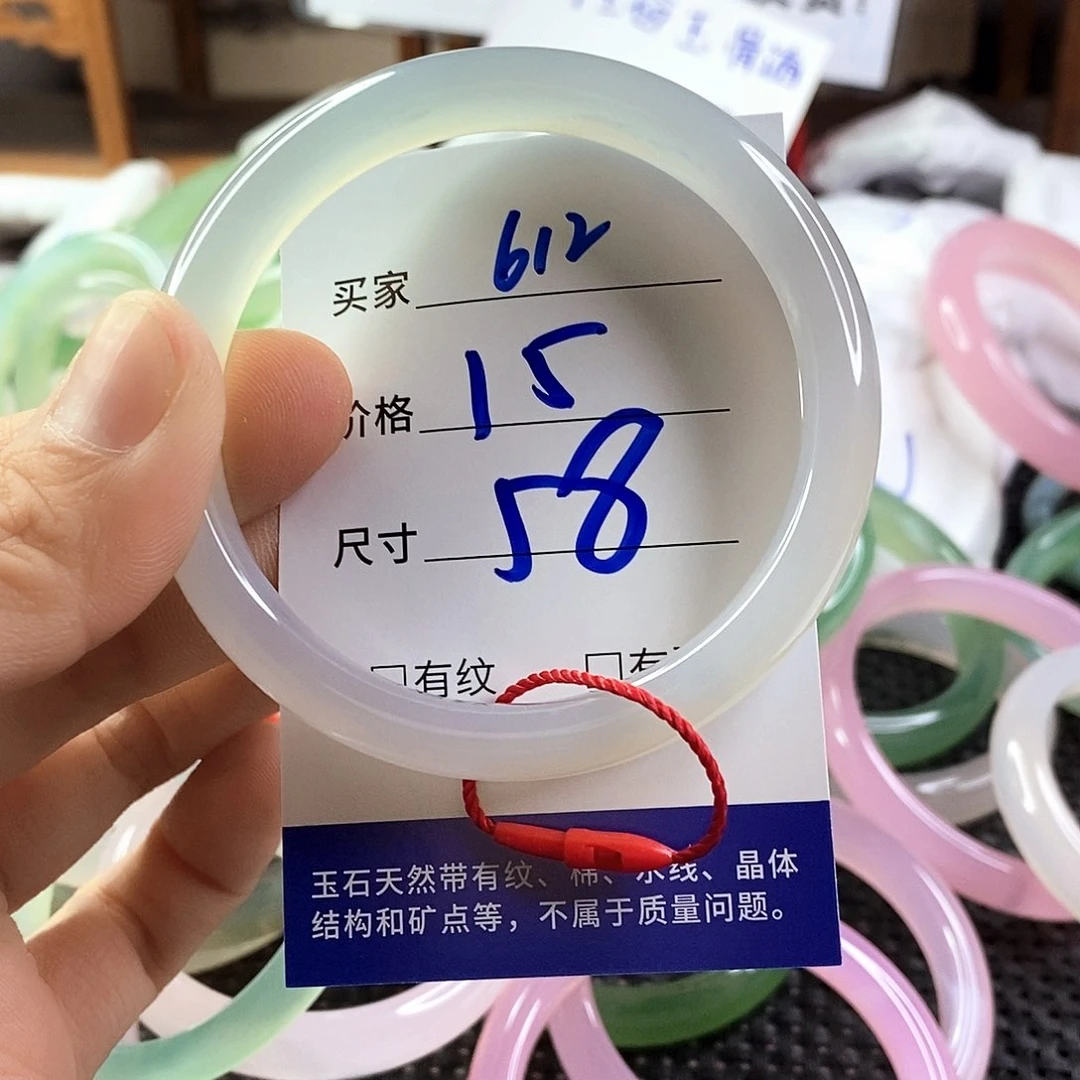 买家 612
价格 15
尺寸 58
□有纹 □有
玉石天然带有纹、棉、水线、晶体
结构和矿点等，不属于质量问题。